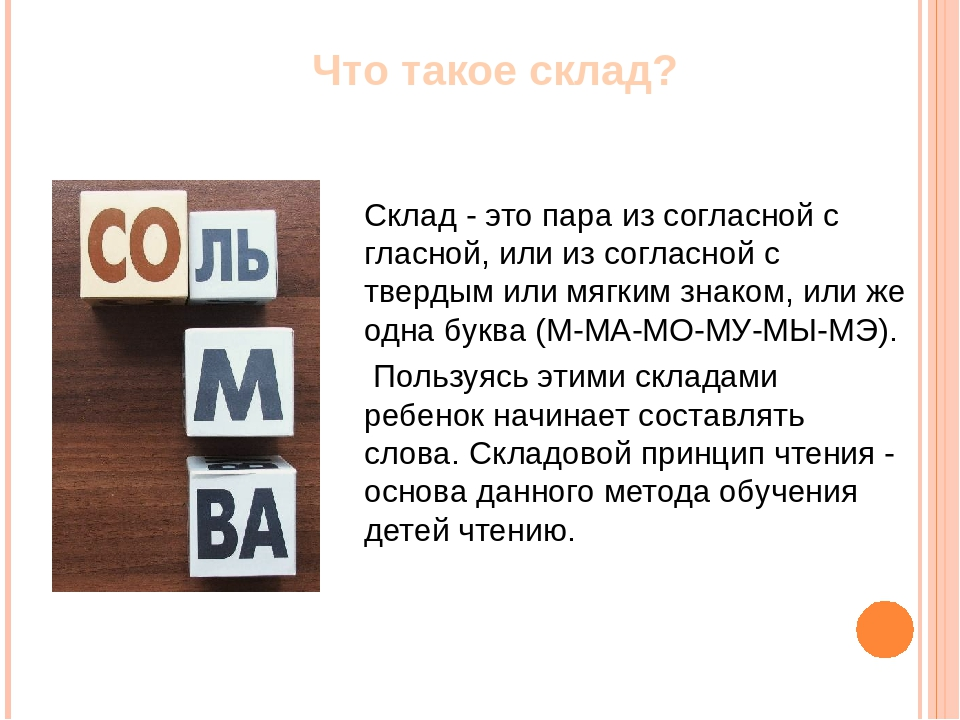 Что такое склад?
СО ЛЬ
М
ВА
Склад - это пара из согласной с
гласной, или из согласной с
твердым или мягким знаком, или же
одна буква (М-МА-МО-МУ-МЫ-МЭ).
Пользуясь этими складами
ребенок начинает составлять
слова. Складовой принцип чтения -
основа данного метода обучения
детей чтению.